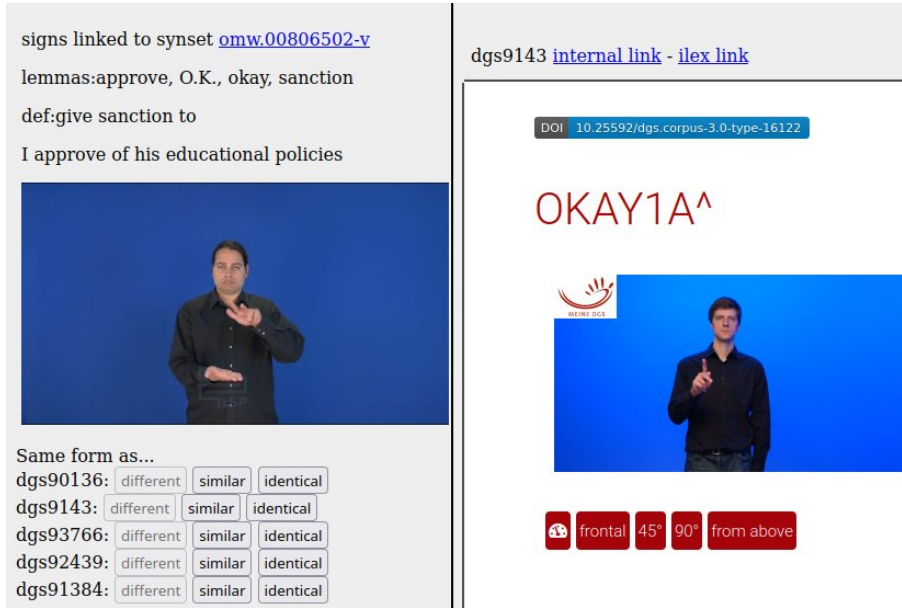 signs linked to synset omw.00806502-v
lemmas:approve, O.K., okay, sanction
def:give sanction to
I approve of his educational policies
ILSP
Same form as...
dgs90136: different similar identical
dgs9143: different similar identical
dgs93766: different similar identical
dgs92439: different similar identical
dgs91384: different similar identical
dgs9143 internal link - ilex link
DOI 10.25592/dgs.corpus-3.0-type-16122
OKAY1A^
MEINE DGS
frontal 45° 90° from above